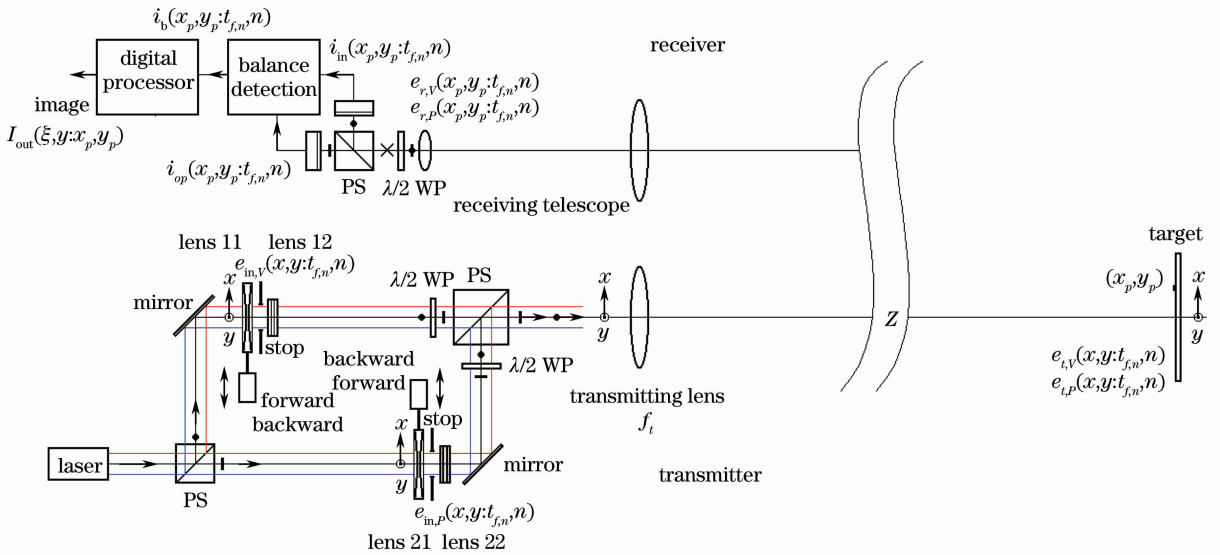 i_b(x_p,y_p:t_{f,n},n)
receiver
digital processor
balance detection
i_in(x_p,y_p:t_{f,n},n)
e_{r,V}(x_p,y_p:t_{f,n},n)
e_{r,P}(x_p,y_p:t_{f,n},n)
image
I_out(ξ,y:x_p,y_p)
i_{op}(x_p,y_p:t_{f,n},n)
PS
λ/2 WP
receiving telescope
target
lens 11
lens 12
e_{in,V}(x,y:t_{f,n},n)
λ/2 WP
PS
x
x
(x_p,y_p)
x
mirror
y
stop
y
Z
y
backward
forward
λ/2 WP
e_{t,V}(x,y:t_{f,n},n)
e_{t,P}(x,y:t_{f,n},n)
forward
backward
transmitting lens
f_t
x
stop
laser
mirror
transmitter
PS
y
e_{in,P}(x,y:t_{f,n},n)
lens 21
lens 22